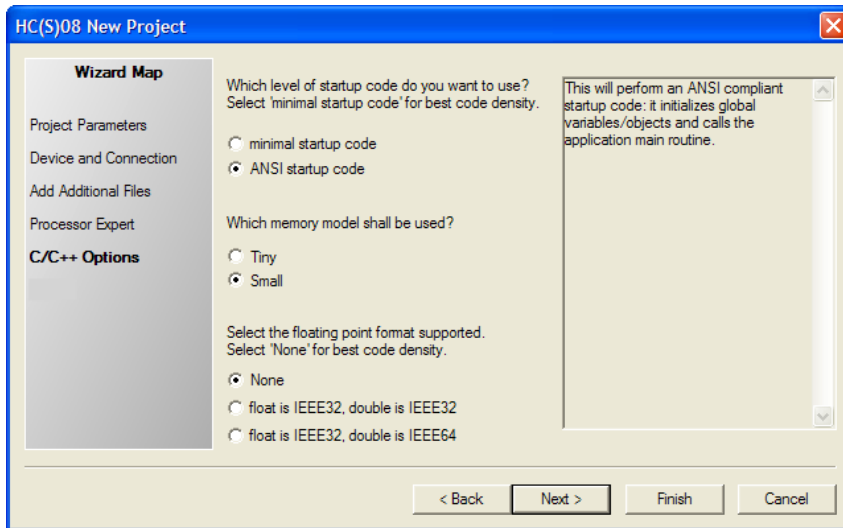 HC(S)08 New Project
Wizard Map
Project Parameters
Device and Connection
Add Additional Files
Processor Expert
C/C++ Options
Which level of startup code do you want to use?
Select 'minimal startup code' for best code density.
minimal startup code
ANSI startup code
Which memory model shall be used?
Tiny
Small
Select the floating point format supported.
Select 'None' for best code density.
None
float is IEEE32, double is IEEE32
float is IEEE32, double is IEEE64
This will perform an ANSI compliant
startup code: it initializes global
variables/objects and calls the
application main routine.
< Back
Next >
Finish
Cancel